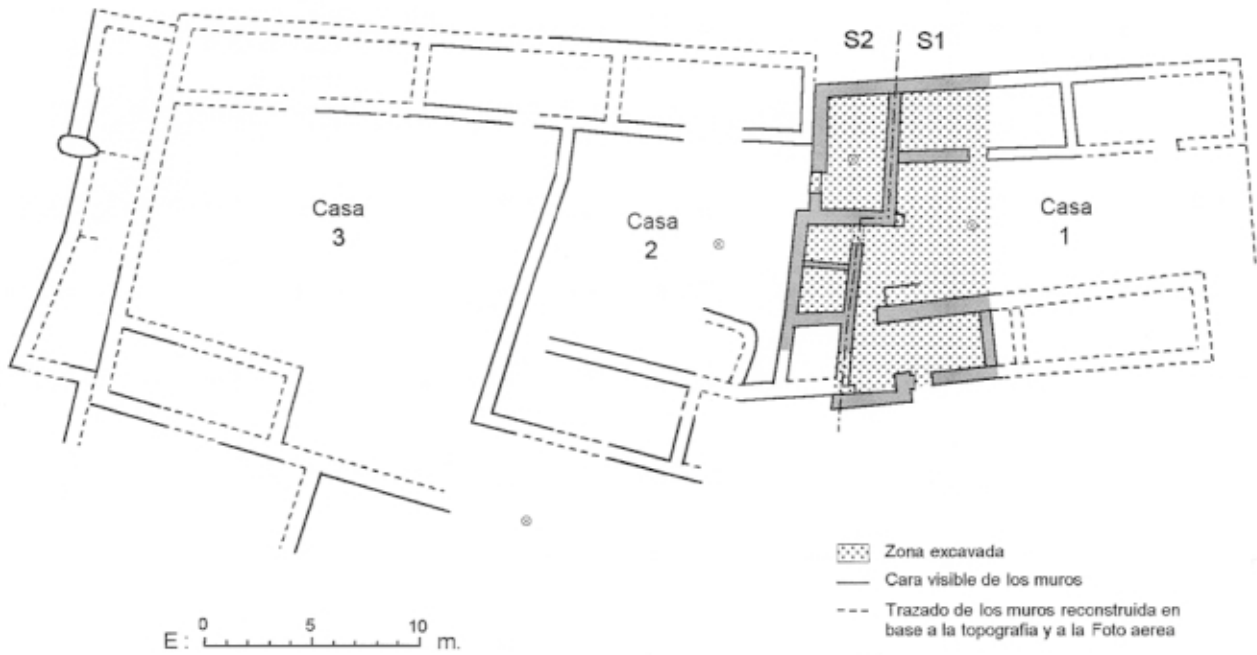 S2 S1
Casa
3
Casa
2
Casa
1
Zona excavada
Cara visible de los muros
Trazado de los muros reconstruida en
base a la topografia y a la Foto aerea
0 5 10
E : m.